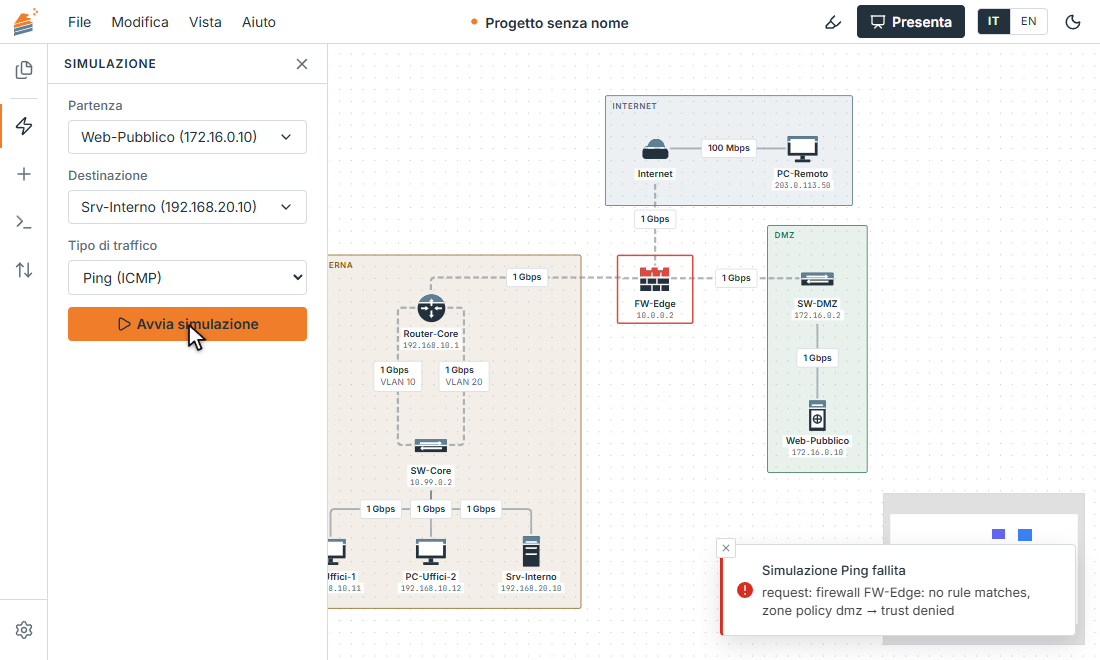 File Modifica Vista Aiuto
Progetto senza nome
Presenta
IT EN
SIMULAZIONE
Partenza
Web-Pubblico (172.16.0.10)
Destinazione
Srv-Interno (192.168.20.10)
Tipo di traffico
Ping (ICMP)
Avvia simulazione
INTERNET
Internet
100 Mbps
PC-Remoto
203.0.113.50
1 Gbps
DMZ
ERNA
1 Gbps
FW-Edge
10.0.0.2
1 Gbps
SW-DMZ
172.16.0.2
Router-Core
192.168.10.1
1 Gbps
VLAN 10
1 Gbps
VLAN 20
1 Gbps
Web-Pubblico
172.16.0.10
SW-Core
10.99.0.2
1 Gbps 1 Gbps 1 Gbps
Uffici-1
8.10.11
PC-Uffici-2
192.168.10.12
Srv-Interno
192.168.20.10
Simulazione Ping fallita
request: firewall FW-Edge: no rule matches,
zone policy dmz → trust denied